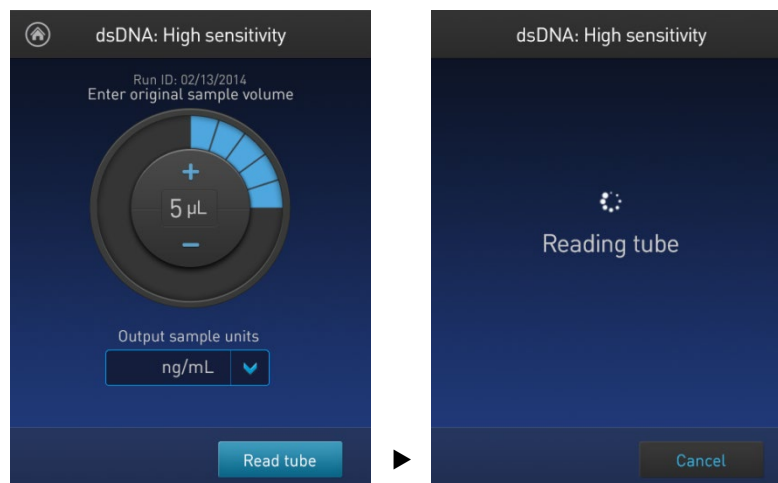 dsDNA: High sensitivity
Run ID: 02/13/2014
Enter original sample volume
+
5 µL
−
Output sample units
ng/mL
Read tube
dsDNA: High sensitivity
Reading tube
Cancel